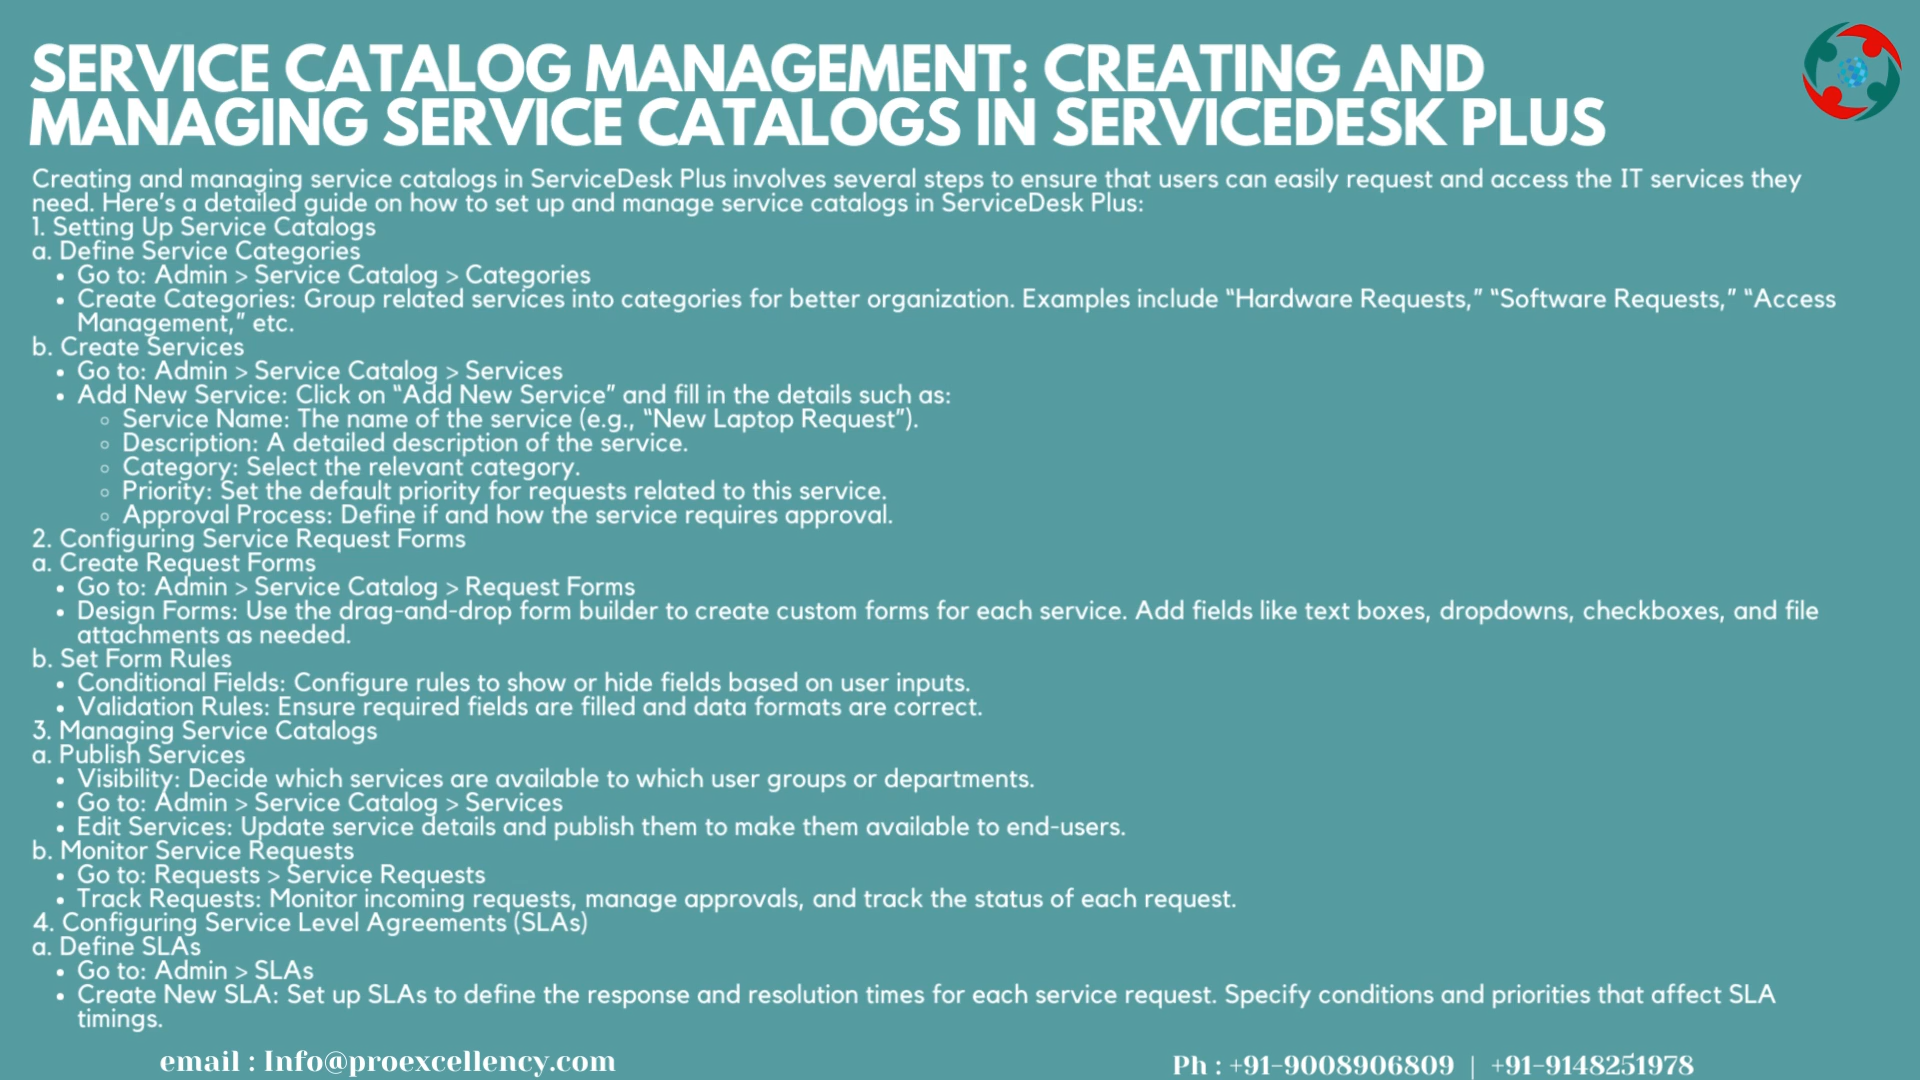 SERVICE CATALOG MANAGEMENT: CREATING AND
MANAGING SERVICE CATALOGS IN SERVICEDESK PLUS
Creating and managing service catalogs in ServiceDesk Plus involves several steps to ensure that users can easily request and access the IT services they
need. Here’s a detailed guide on how to set up and manage service catalogs in ServiceDesk Plus:
1. Setting Up Service Catalogs
a. Define Service Categories
• Go to: Admin > Service Catalog > Categories
• Create Categories: Group related services into categories for better organization. Examples include “Hardware Requests,” “Software Requests,” “Access
Management,” etc.
b. Create Services
• Go to: Admin > Service Catalog > Services
• Add New Service: Click on “Add New Service” and fill in the details such as:
◦ Service Name: The name of the service (e.g., “New Laptop Request”).
◦ Description: A detailed description of the service.
◦ Category: Select the relevant category.
◦ Priority: Set the default priority for requests related to this service.
◦ Approval Process: Define if and how the service requires approval.
2. Configuring Service Request Forms
a. Create Request Forms
• Go to: Admin > Service Catalog > Request Forms
• Design Forms: Use the drag-and-drop form builder to create custom forms for each service. Add fields like text boxes, dropdowns, checkboxes, and file
attachments as needed.
b. Set Form Rules
• Conditional Fields: Configure rules to show or hide fields based on user inputs.
• Validation Rules: Ensure required fields are filled and data formats are correct.
3. Managing Service Catalogs
a. Publish Services
• Visibility: Decide which services are available to which user groups or departments.
• Go to: Admin > Service Catalog > Services
• Edit Services: Update service details and publish them to make them available to end-users.
b. Monitor Service Requests
• Go to: Requests > Service Requests
• Track Requests: Monitor incoming requests, manage approvals, and track the status of each request.
4. Configuring Service Level Agreements (SLAs)
a. Define SLAs
• Go to: Admin > SLAs
• Create New SLA: Set up SLAs to define the response and resolution times for each service request. Specify conditions and priorities that affect SLA
timings.
email : Info@proexcellency.com
Ph : +91-9008906809 | +91-9148251978